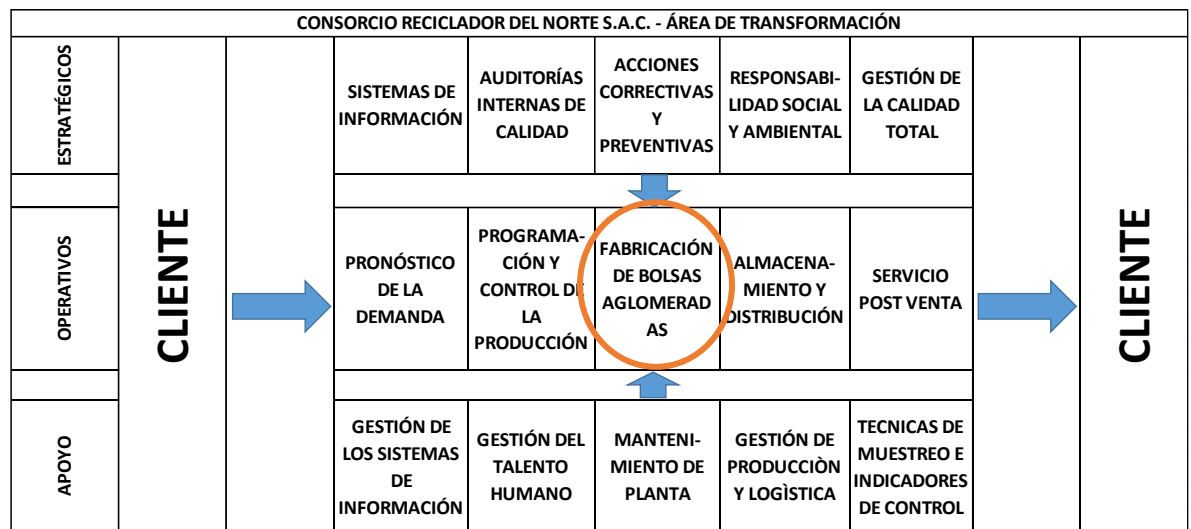 CONSORCIO RECICLADOR DEL NORTE S.A.C. - ÁREA DE TRANSFORMACIÓN
ESTRATÉGICOS
SISTEMAS DE
INFORMACIÓN
AUDITORÍAS
INTERNAS DE
CALIDAD
ACCIONES
CORRECTIVAS
Y
PREVENTIVAS
RESPONSABI-
LIDAD SOCIAL
Y AMBIENTAL
GESTIÓN DE
LA CALIDAD
TOTAL
CLIENTE
OPERATIVOS
PRONÓSTICO
DE LA
DEMANDA
PROGRAMA-
CIÓN Y
CONTROL DE
LA
PRODUCCIÓN
FABRICACIÓN
DE BOLSAS
AGLOMERAD
AS
ALMACENA-
MIENTO Y
DISTRIBUCIÓN
SERVICIO
POST VENTA
CLIENTE
APOYO
GESTIÓN DE
LOS SISTEMAS
DE
INFORMACIÓN
GESTIÓN DEL
TALENTO
HUMANO
MANTENI-
MIENTO DE
PLANTA
GESTIÓN DE
PRODUCCIÒN
Y LOGÌSTICA
TECNICAS DE
MUESTREO E
INDICADORES
DE CONTROL